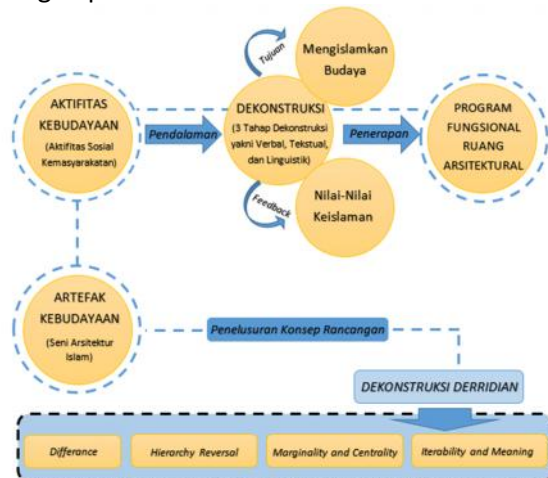 Tujuan
Mengislamkan
Budaya
AKTIFITAS
KEBUDAYAAN
(Aktifitas Sosial
Kemasyarakatan)
Pendalaman
DEKONSTRUKSI
(3 Tahap Dekonstruksi
yakni Verbal, Tekstual,
dan Linguistik)
Penerapan
PROGRAM
FUNGSIONAL
RUANG
ARSITEKTURAL
Feedback
Nilai-Nilai
Keislaman
ARTEFAK
KEBUDAYAAN
(Seni Arsitektur
Islam)
Penelusuran Konsep Rancangan
DEKONSTRUKSI DERRIDIAN
Differance
Hierarchy Reversal
Marginality and Centrality
Iterability and Meaning